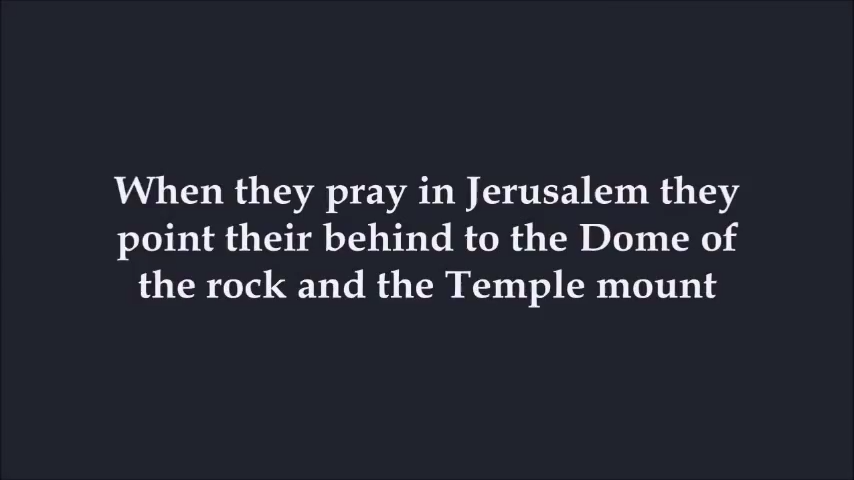 When they pray in Jerusalem they
point their behind to the Dome of
the rock and the Temple mount